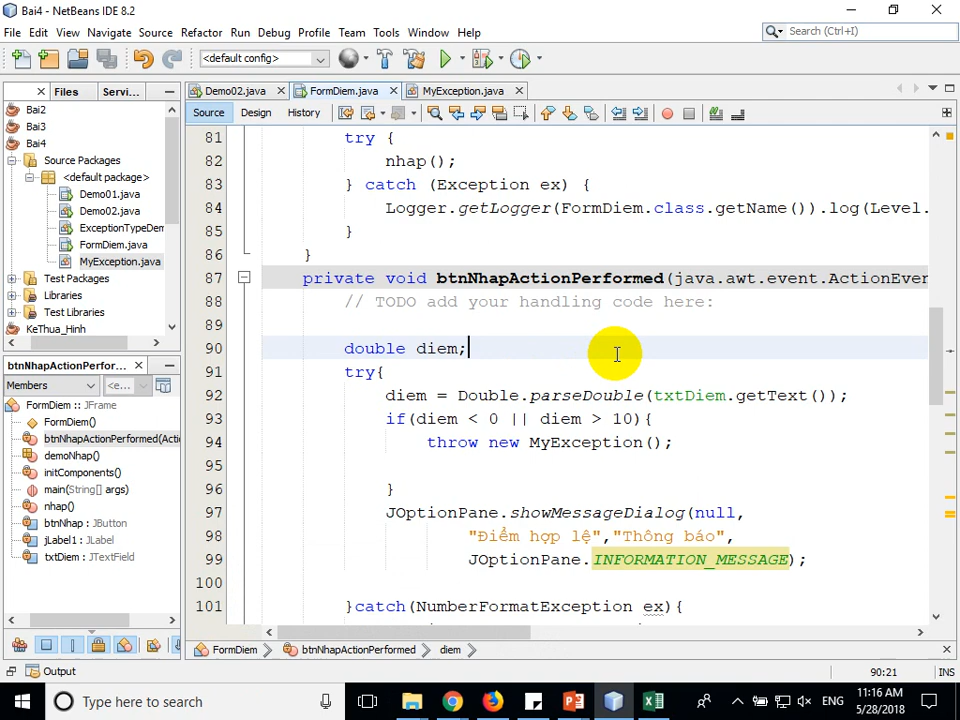 Bai4 - NetBeans IDE 8.2
File Edit View Navigate Source Refactor Run Debug Profile Team Tools Window Help
Search (Ctrl+I)
<default config>
Files Servi...
Demo02.java FormDiem.java MyException.java
Source Design History
Bai2
Bai3
Bai4
Source Packages
<default package>
Demo01.java
Demo02.java
ExceptionTypeDem
FormDiem.java
MyException.java
Test Packages
Libraries
Test Libraries
KeThua_Hinh
81 try {
82 nhap();
83 } catch (Exception ex) {
84 Logger.getLogger(FormDiem.class.getName()).log(Level.
85 }
86 }
87 private void btnNhapActionPerformed(java.awt.event.ActionEven
88 // TODO add your handling code here:
89
90 double diem;
91 try{
92 diem = Double.parseDouble(txtDiem.getText());
93 if(diem < 0 || diem > 10){
94 throw new MyException();
95
96 }
97 JOptionPane.showMessageDialog(null,
98 "Điểm hợp lệ","Thông báo",
99 JOptionPane.INFORMATION_MESSAGE);
100
101 }catch(NumberFormatException ex){
btnNhapActionPerfor...
Members <e...
FormDiem :: JFrame
FormDiem()
btnNhapActionPerformed(Acti
demoNhap()
initComponents()
main(String[] args)
nhap()
btnNhap : JButton
jLabel1 : JLabel
txtDiem : JTextField
FormDiem btnNhapActionPerformed diem
Output
90:21 INS
Type here to search
ENG
11:16 AM
5/28/2018